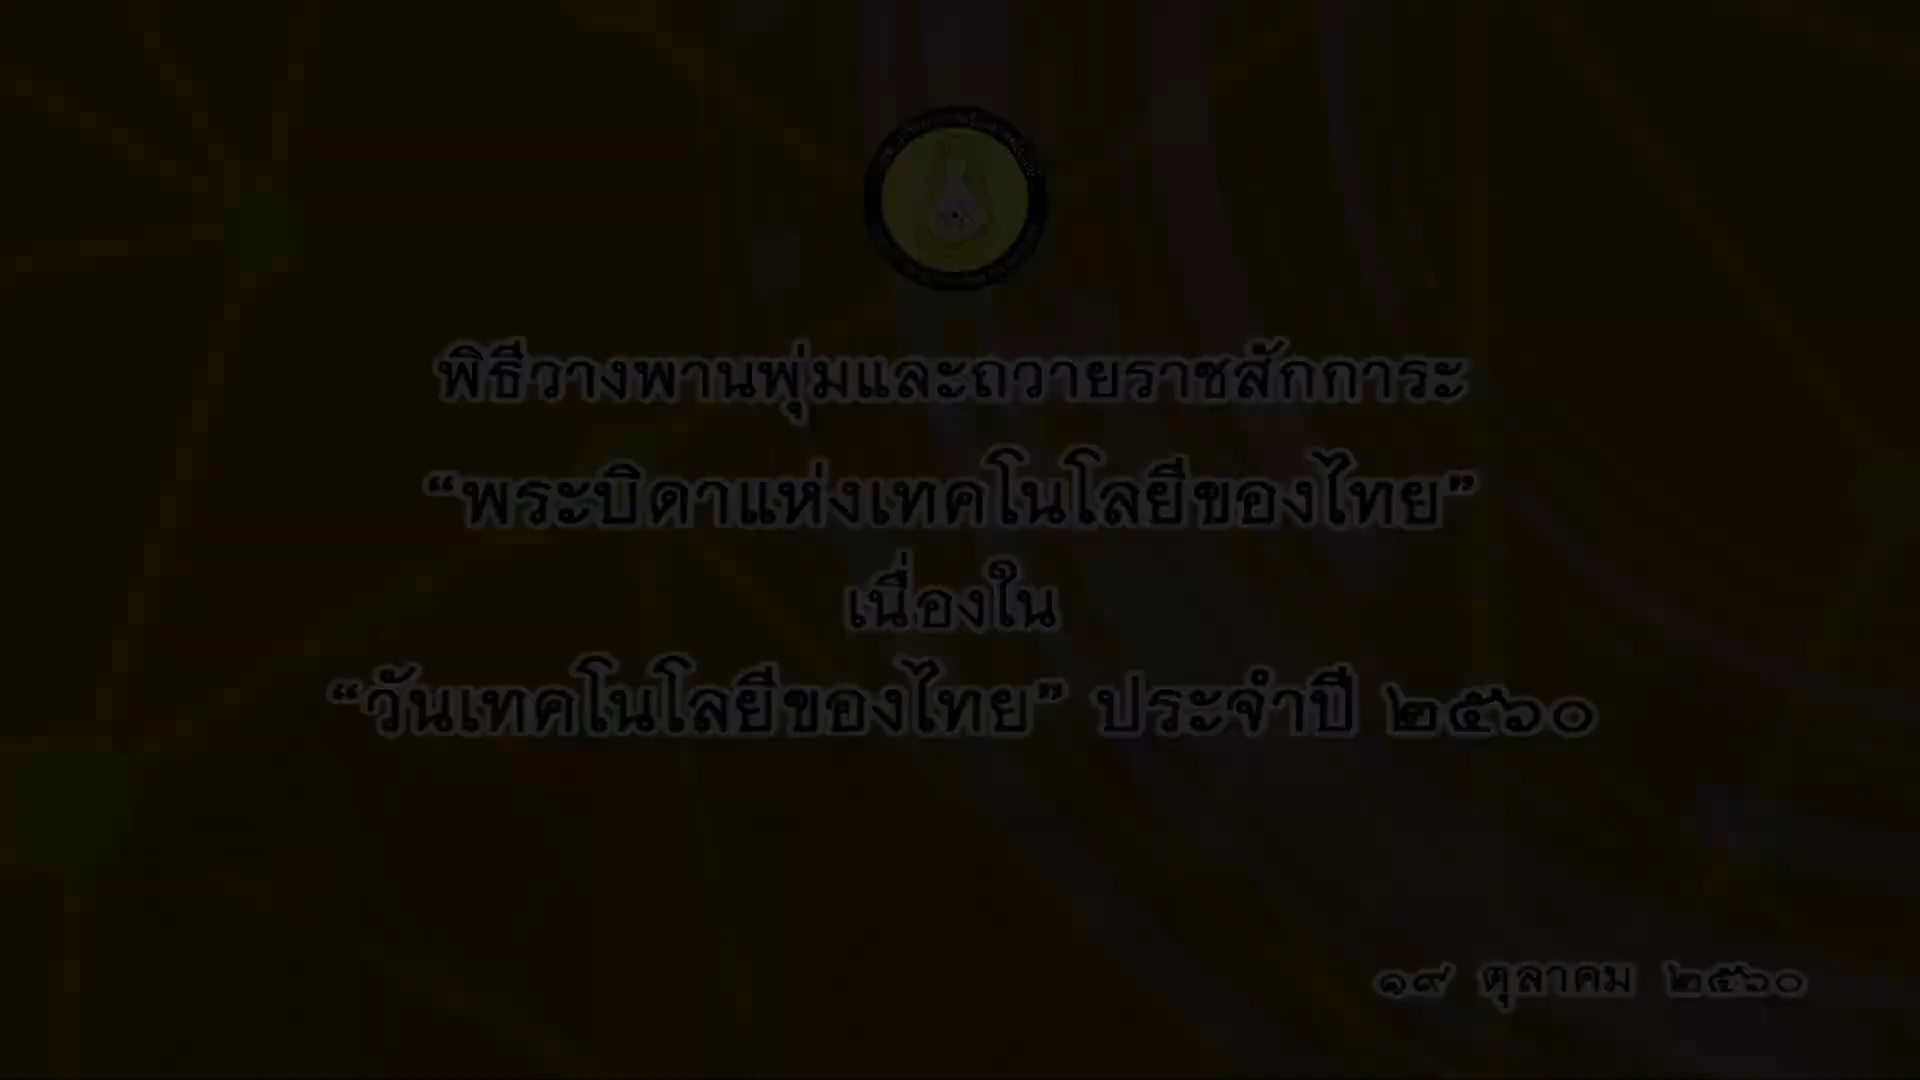 พิธีวางพานพุ่มและถวายราชสักการะ
“พระบิดาแห่งเทคโนโลยีของไทย”
เนื่องใน
“วันเทคโนโลยีของไทย” ประจำปี ๒๕๖๐
๑๙ ตุลาคม ๒๕๖๐